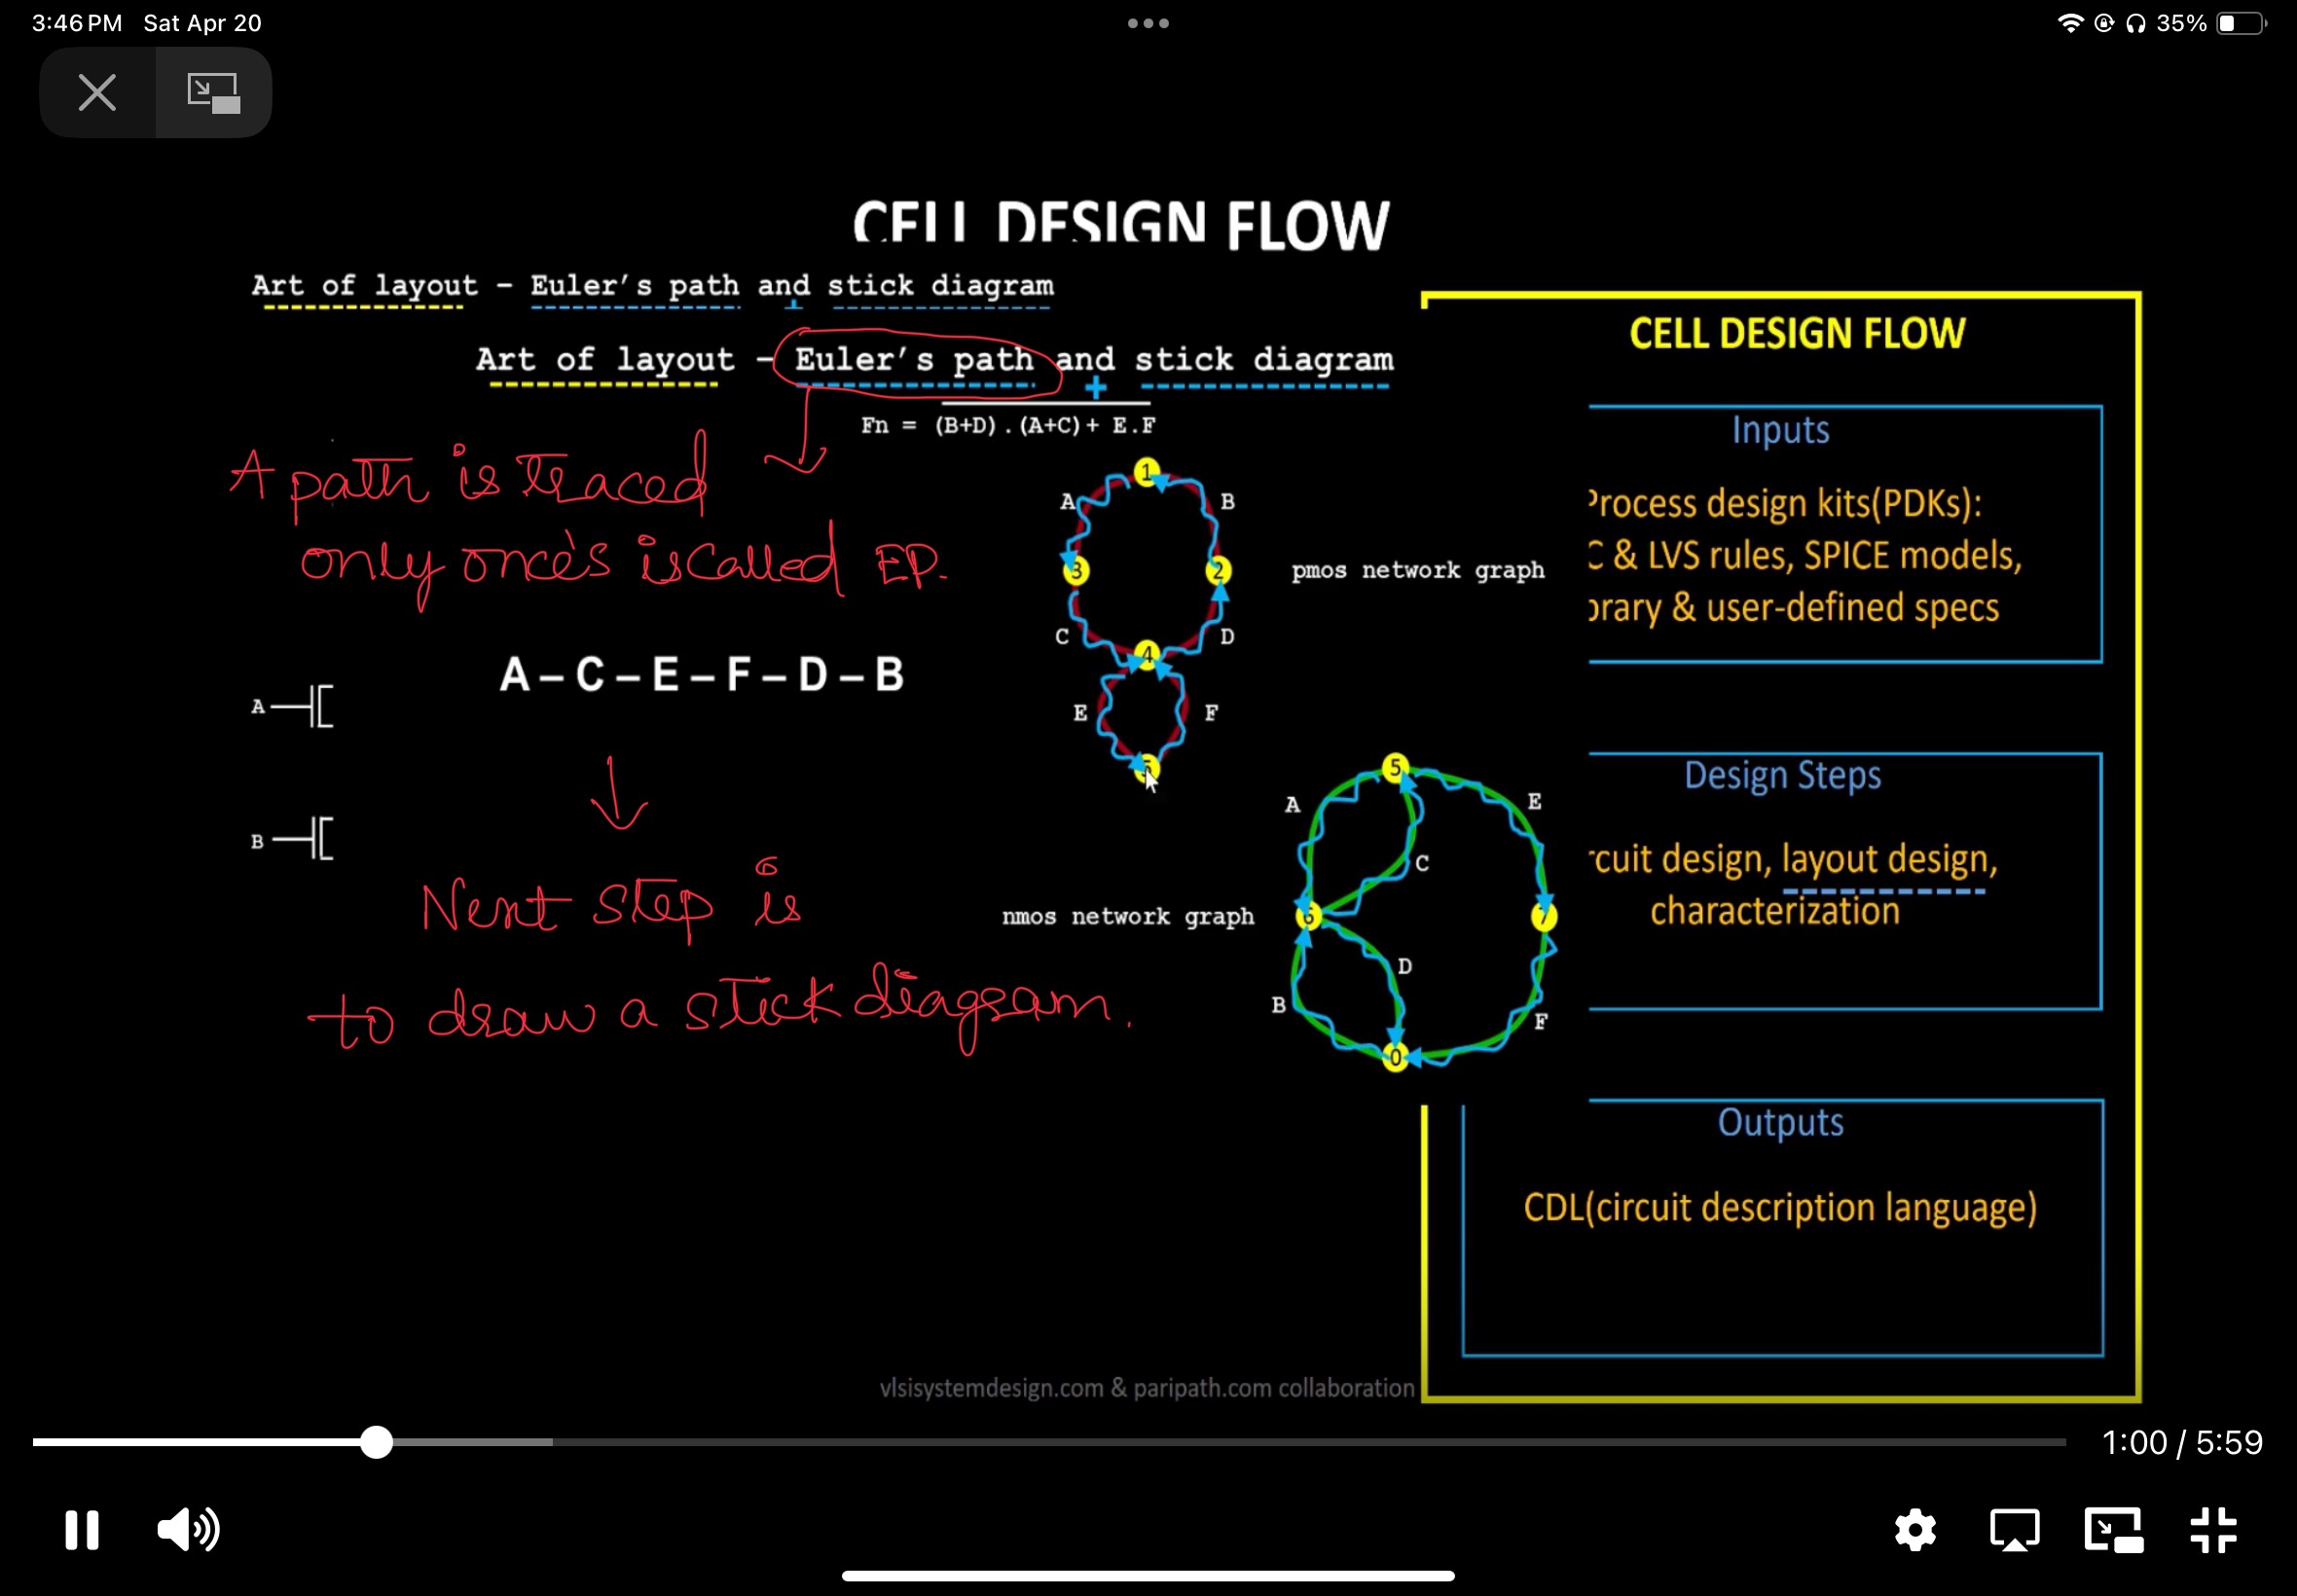 3:46 PM Sat Apr 20
35%
CELL DESIGN FLOW
Art of layout - Euler's path and stick diagram
Art of layout - Euler's path and stick diagram
Fn = (B+D).(A+C)+ E.F
A path is traced
only once's is called EP.
A – C – E – F – D – B
A
B
Next step is
to draw a stick diagram.
1
A
B
3
2
pmos network graph
C
D
4
E
F
5
5
A
E
C
nmos network graph
6
7
D
B
F
0
CELL DESIGN FLOW
Inputs
Process design kits(PDKs):
C & LVS rules, SPICE models,
brary & user-defined specs
Design Steps
rcuit design, layout design,
characterization
Outputs
CDL(circuit description language)
vlsisystemdesign.com & paripath.com collaboration
1:00 / 5:59